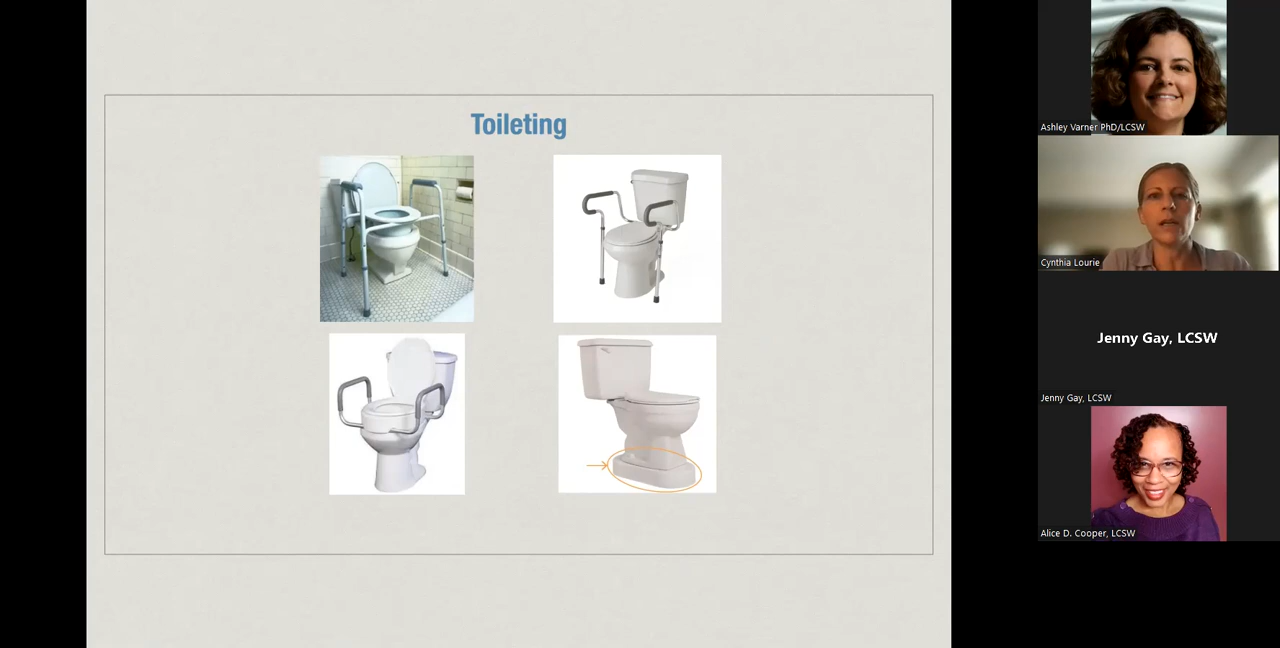 Toileting
Ashley Varner PhD/LCSW
Cynthia Lourie
Jenny Gay, LCSW
Jenny Gay, LCSW
Alice D. Cooper, LCSW